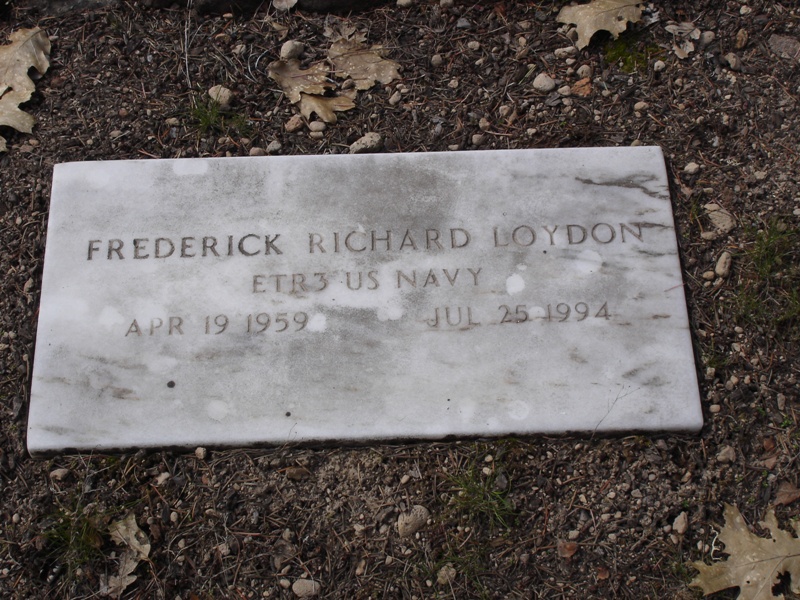 FREDERICK RICHARD LOYDON
ETR3 US NAVY
APR 19 1959 JUL 25 1994